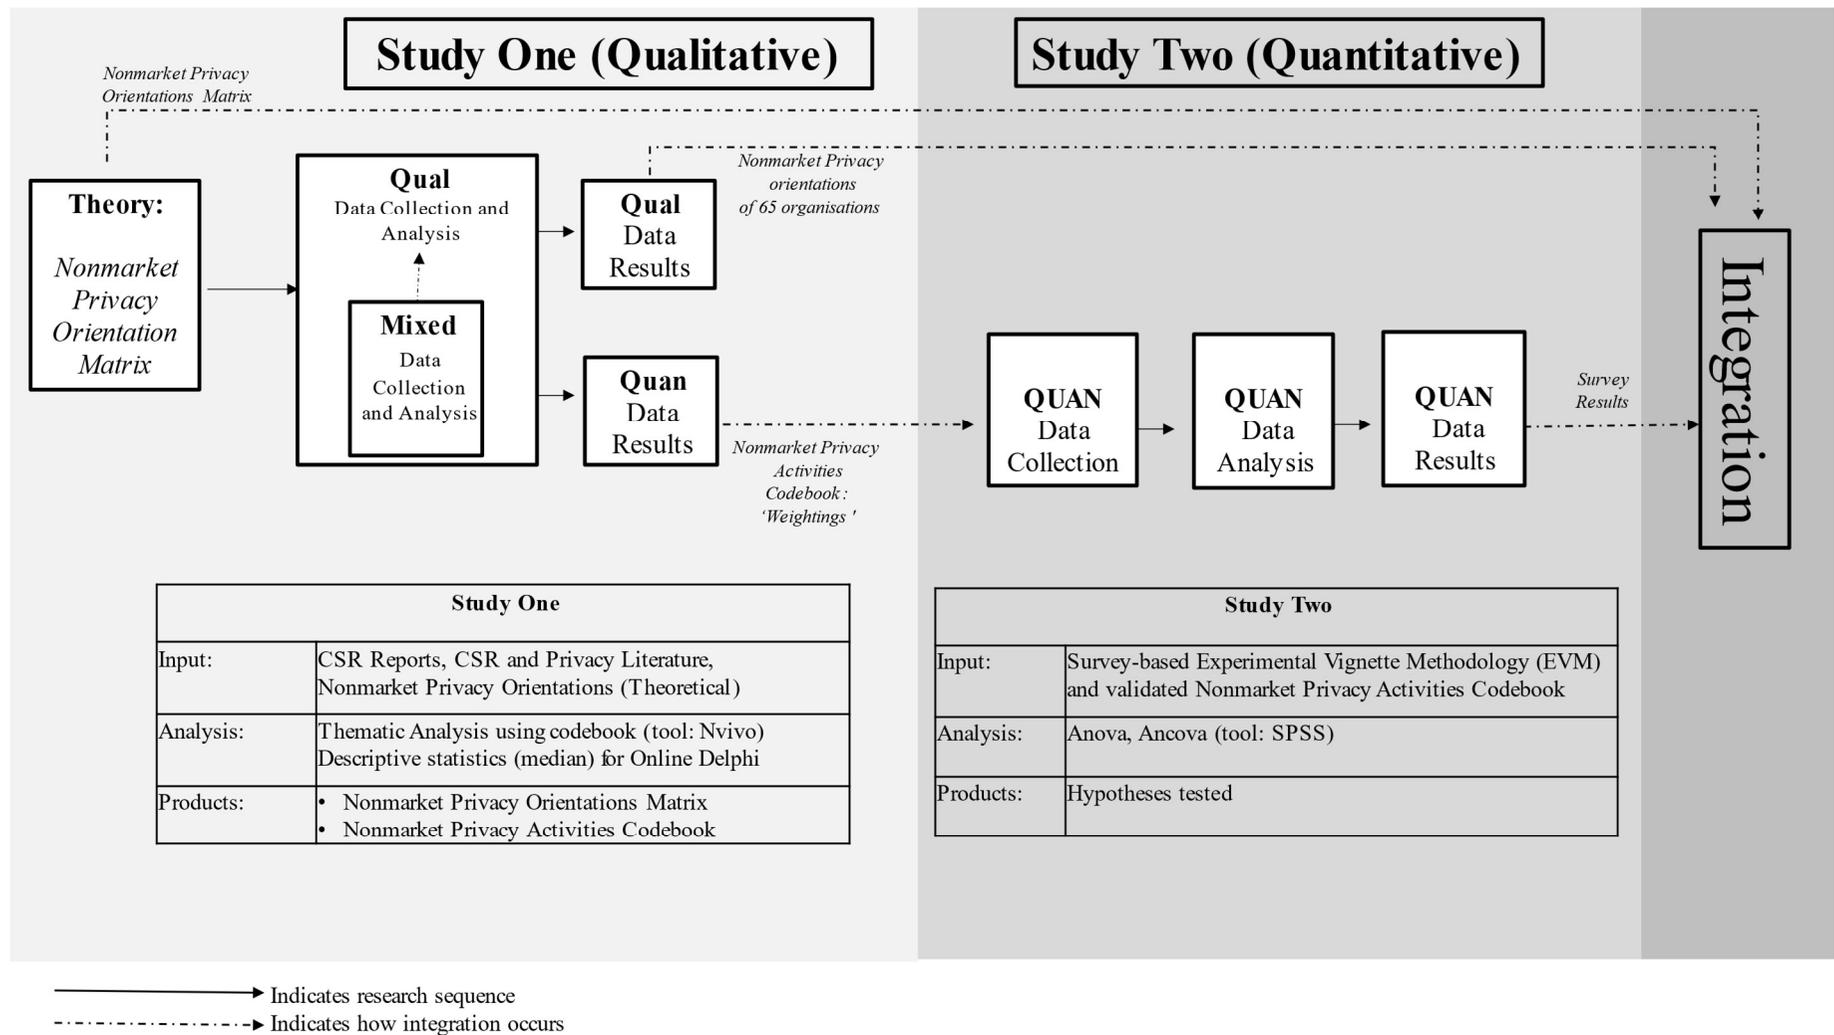 Study One (Qualitative)
Study Two (Quantitative)
Nonmarket Privacy
Orientations Matrix
Theory:
Nonmarket
Privacy
Orientation
Matrix
Qual
Data Collection and
Analysis
Mixed
Data
Collection
and Analysis
Qual
Data
Results
Nonmarket Privacy
orientations
of 65 organisations
Quan
Data
Results
Nonmarket Privacy
Activities
Codebook:
‘Weightings '
QUAN
Data
Collection
QUAN
Data
Analysis
QUAN
Data
Results
Survey
Results
Integration
Study One
Input:
CSR Reports, CSR and Privacy Literature,
Nonmarket Privacy Orientations (Theoretical)
Analysis:
Thematic Analysis using codebook (tool: Nvivo)
Descriptive statistics (median) for Online Delphi
Products:
• Nonmarket Privacy Orientations Matrix
• Nonmarket Privacy Activities Codebook
Study Two
Input:
Survey-based Experimental Vignette Methodology (EVM)
and validated Nonmarket Privacy Activities Codebook
Analysis:
Anova, Ancova (tool: SPSS)
Products:
Hypotheses tested
Indicates research sequence
Indicates how integration occurs